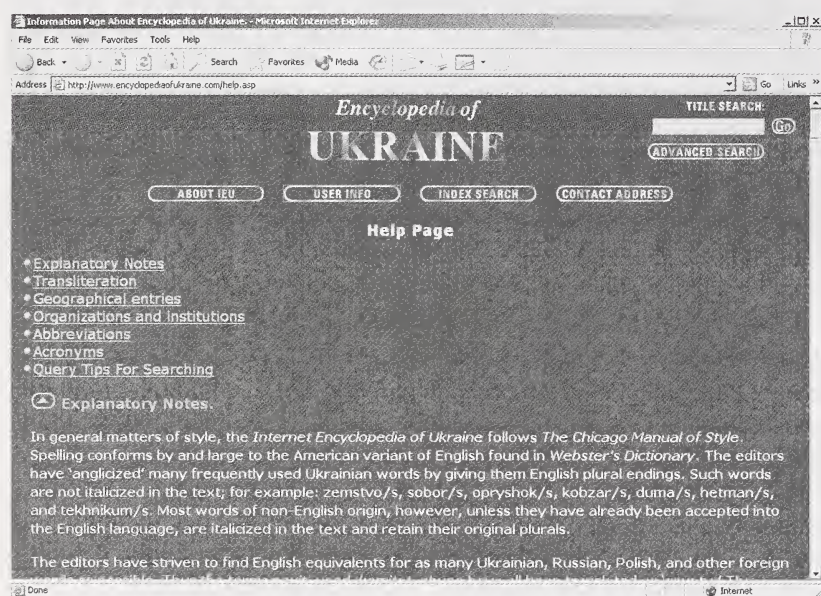 Information Page About Encyclopedia of Ukraine. - Microsoft Internet Explorer
File Edit View Favorites Tools Help
Back Search Favorites Media
Address http://www.encyclopediaofukraine.com/help.asp Go Links »
Encyclopedia of
UKRAINE
TITLE SEARCH:
Go
ADVANCED SEARCH
ABOUT IEU USER INFO INDEX SEARCH CONTACT ADDRESS
Help Page
Explanatory Notes
Transliteration
Geographical entries
Organizations and institutions
Abbreviations
Acronyms
Query Tips For Searching
Explanatory Notes.
In general matters of style, the Internet Encyclopedia of Ukraine follows The Chicago Manual of Style.
Spelling conforms by and large to the American variant of English found in Webster's Dictionary. The editors
have 'anglicized' many frequently used Ukrainian words by giving them English plural endings. Such words
are not italicized in the text; for example: zemstvo/s, sobor/s, opryshok/s, kobzar/s, duma/s, hetman/s,
and tekhnikum/s. Most words of non-English origin, however, unless they have already been accepted into
the English language, are italicized in the text and retain their original plurals.
The editors have striven to find English equivalents for as many Ukrainian, Russian, Polish, and other foreign
Done Internet